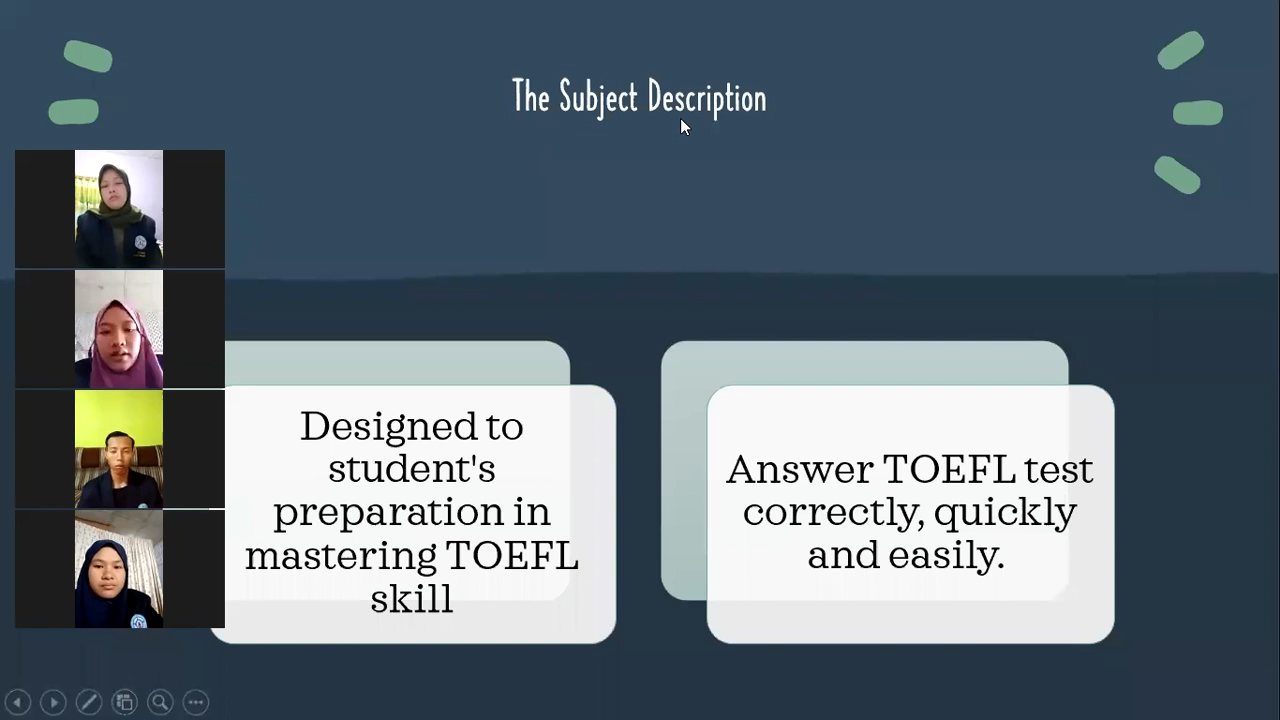 The Subject Description
Designed to
student's
preparation in
mastering TOEFL
skill
Answer TOEFL test
correctly, quickly
and easily.